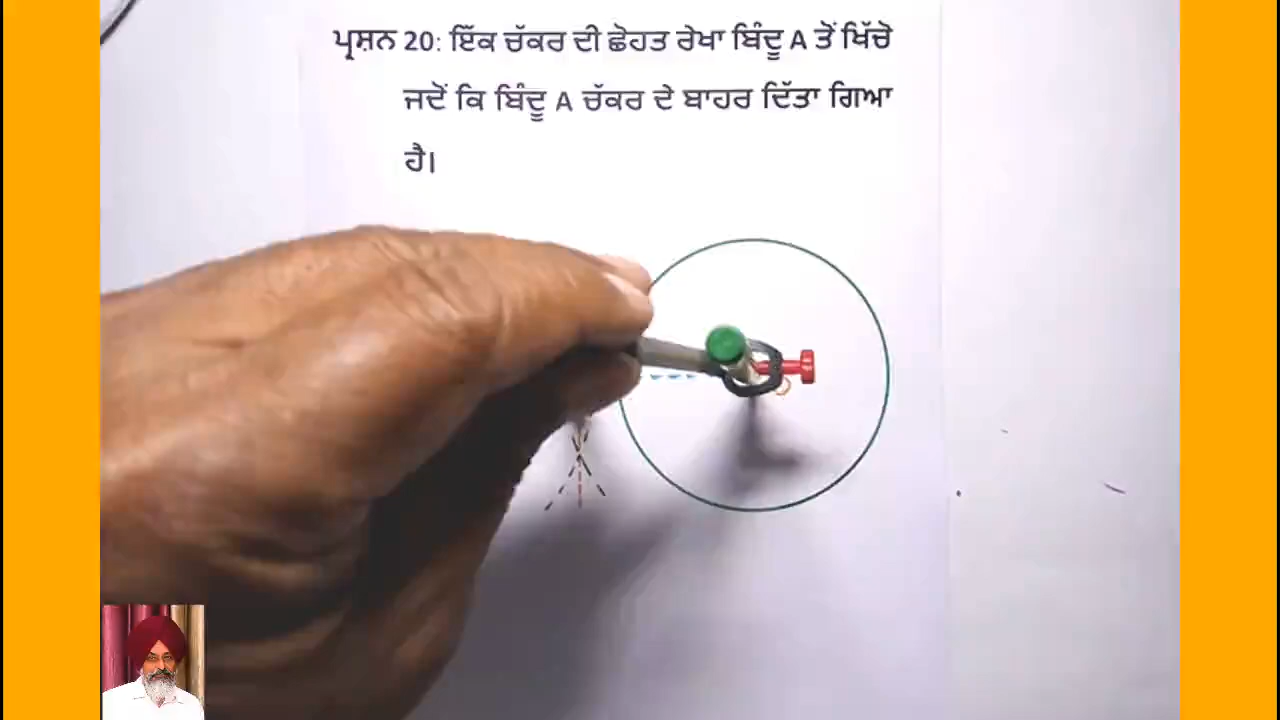 ਪ੍ਰਸ਼ਨ 20: ਇੱਕ ਚੱਕਰ ਦੀ ਛੋਹਤ ਰੇਖਾ ਬਿੰਦੂ A ਤੋਂ ਖਿੱਚੋ
ਜਦੋਂ ਕਿ ਬਿੰਦੂ A ਚੱਕਰ ਦੇ ਬਾਹਰ ਦਿੱਤਾ ਗਿਆ
ਹੈ।